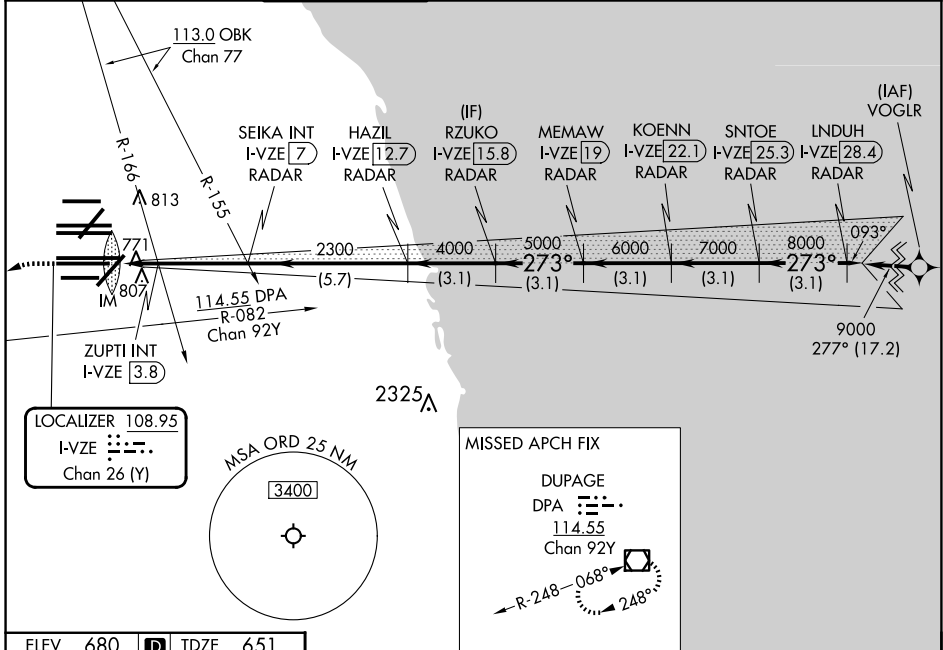 113.0 OBK
Chan 77
R-166
R-155
813
SEIKA INT
I-VZE 7
RADAR
HAZIL
I-VZE 12.7
RADAR
(IF)
RZUKO
I-VZE 15.8
RADAR
MEMAW
I-VZE 19
RADAR
KOENN
I-VZE 22.1
RADAR
SNTOE
I-VZE 25.3
RADAR
LNDUH
I-VZE 28.4
RADAR
(IAF)
VOGLR
771
807
IM
2300
4000
5000
6000
7000
8000
093°
273°
273°
(5.7)
(3.1)
(3.1)
(3.1)
(3.1)
(3.1)
9000
277° (17.2)
114.55 DPA
R-082
Chan 92Y
ZUPTI INT
I-VZE 3.8
2325
LOCALIZER 108.95
I-VZE
Chan 26 (Y)
MSA ORD 25 NM
3400
MISSED APCH FIX
DUPAGE
DPA
114.55
Chan 92Y
R-248
068°
248°
ELEV 680 D TDZE 651